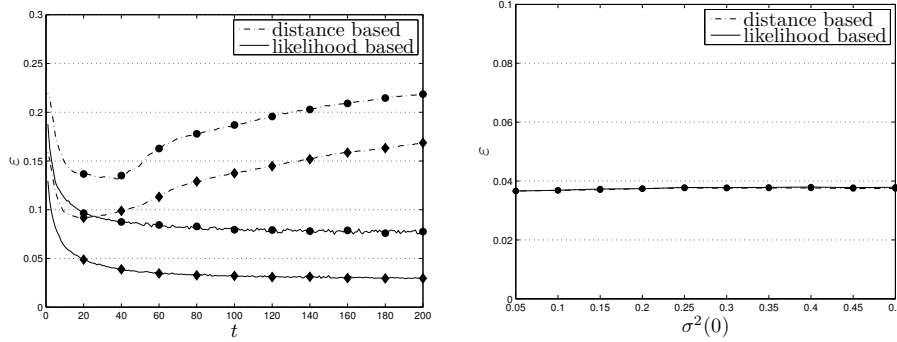 0.3
0.25
0.2
0.15
0.1
0.05
0
ε
distance based
likelihood based
0 20 40 60 80 100 120 140 160 180 200
t
0.1
0.08
0.06
0.04
0.02
0
ε
distance based
likelihood based
0.05 0.1 0.15 0.2 0.25 0.3 0.35 0.4 0.45 0.5
σ²(0)